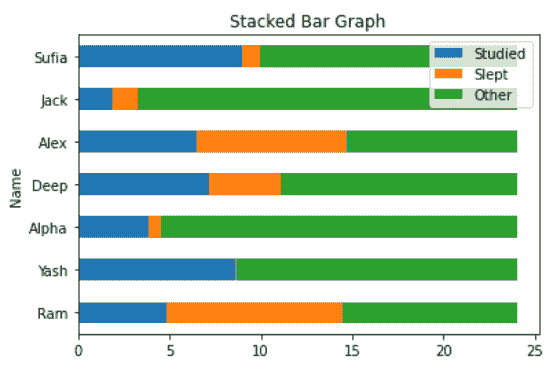 Stacked Bar Graph
Studied
Slept
Other
Sufia
Jack
Alex
Deep
Alpha
Yash
Ram
Name
0 5 10 15 20 25